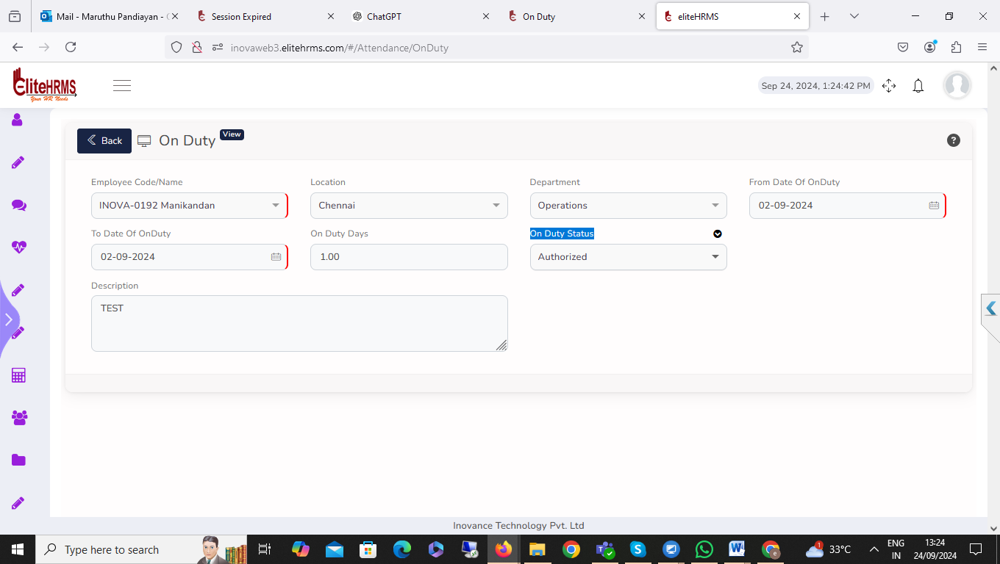 Mail - Maruthu Pandiayan - 
Session Expired
ChatGPT
On Duty
eliteHRMS
inovaweb3.elitehrms.com/#/Attendance/OnDuty
EliteHRMS
Your HR Needs
Sep 24, 2024, 1:24:42 PM
Back
On Duty
View
Employee Code/Name
Location
Department
From Date Of OnDuty
INOVA-0192 Manikandan
Chennai
Operations
02-09-2024
To Date Of OnDuty
On Duty Days
On Duty Status
02-09-2024
1.00
Authorized
Description
TEST
Inovance Technology Pvt. Ltd
Type here to search
1
33°C
ENG
IN
13:24
24/09/2024